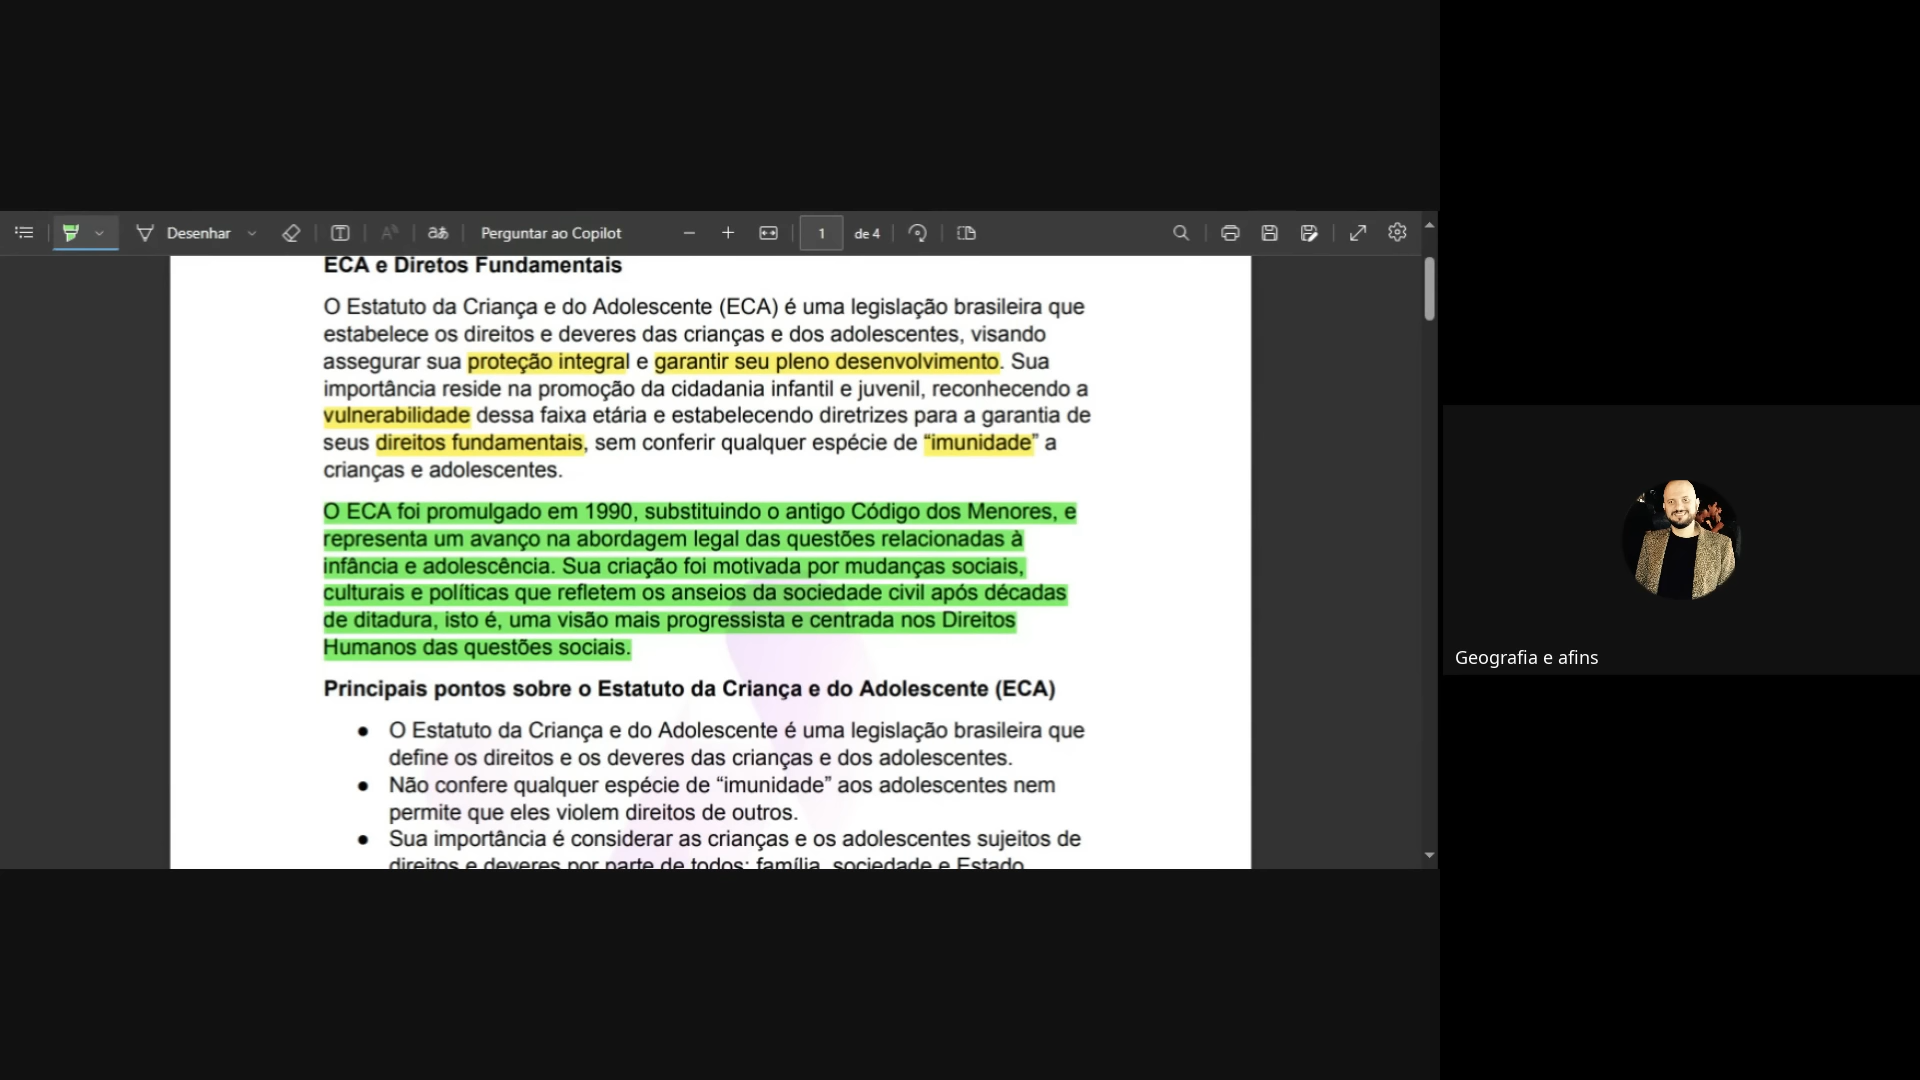 Desenhar
Perguntar ao Copilot
1 de 4
ECA e Diretos Fundamentais
O Estatuto da Criança e do Adolescente (ECA) é uma legislação brasileira que
estabelece os direitos e deveres das crianças e dos adolescentes, visando
assegurar sua proteção integral e garantir seu pleno desenvolvimento. Sua
importância reside na promoção da cidadania infantil e juvenil, reconhecendo a
vulnerabilidade dessa faixa etária e estabelecendo diretrizes para a garantia de
seus direitos fundamentais, sem conferir qualquer espécie de “imunidade” a
crianças e adolescentes.
O ECA foi promulgado em 1990, substituindo o antigo Código dos Menores, e
representa um avanço na abordagem legal das questões relacionadas à
infância e adolescência. Sua criação foi motivada por mudanças sociais,
culturais e políticas que refletem os anseios da sociedade civil após décadas
de ditadura, isto é, uma visão mais progressista e centrada nos Direitos
Humanos das questões sociais.
Principais pontos sobre o Estatuto da Criança e do Adolescente (ECA)
● O Estatuto da Criança e do Adolescente é uma legislação brasileira que
define os direitos e os deveres das crianças e dos adolescentes.
● Não confere qualquer espécie de “imunidade” aos adolescentes nem
permite que eles violem direitos de outros.
● Sua importância é considerar as crianças e os adolescentes sujeitos de
direitos e deveres por parte de todos: família, sociedade e Estado.
Geografia e afins